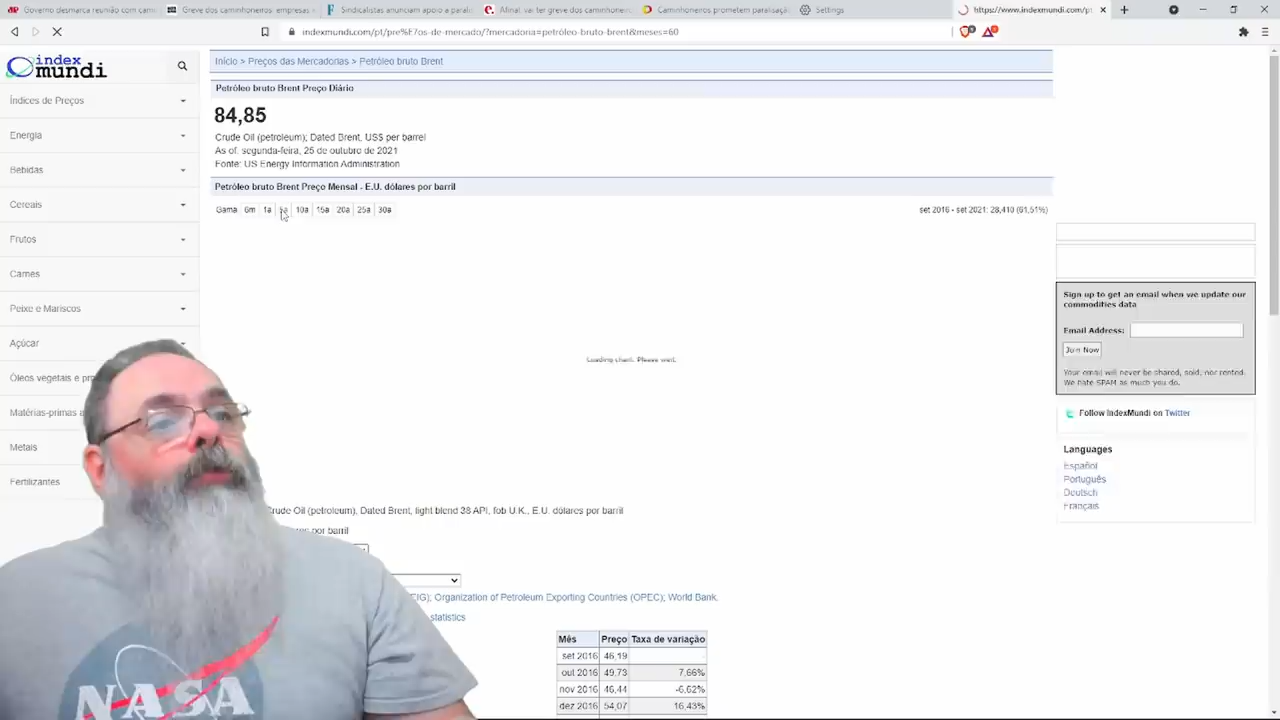 Governo desmarca reunião com cami
Greve dos caminhoneiros: empresas
Sindicalistas anunciam apoio a parali
Afinal, vai ter greve dos caminhoneiro
Caminhoneiros prometem paralisaçã
Settings
https://www.indexmundi.com/p
indexmundi.com/pt/pre%os-de-mercado/?mercadoria=petróleo-bruto-brent&meses=60
index mundi
Início > Preços das Mercadorias > Petróleo bruto Brent
Índices de Preços
Energia
Bebidas
Cereais
Frutos
Carnes
Peixe e Mariscos
Açúcar
Óleos vegetais e
Matérias-primas
Metais
Fertilizantes
Petróleo bruto Brent Preço Diário
84,85
Crude Oil (petroleum); Dated Brent, US$ per barrel
As of: segunda-feira, 25 de outubro de 2021
Fonte: US Energy Information Administration
Petróleo bruto Brent Preço Mensal - E.U. dólares por barril
Gama 6m 1a 5a 10a 15a 20a 25a 30a
set 2016 - set 2021: 28,410 (61,51%)
Loading chart. Please wait.
Crude Oil (petroleum), Dated Brent, light blend 38 API, fob U.K., E.U. dólares por barril
por barril
Organization of Petroleum Exporting Countries (OPEC); World Bank.
statistics
Mês Preço Taxa de variação
set 2016 46,19
out 2016 49,73 7,66%
nov 2016 46,44 -6,62%
dez 2016 54,07 16,43%
Sign up to get an email when we update our
commodities data
Email Address:
Join Now
Your email will never be shared, sold, nor rented.
We hate SPAM as much you do.
Follow IndexMundi on Twitter
Languages
Español
Português
Deutsch
Français
NASA